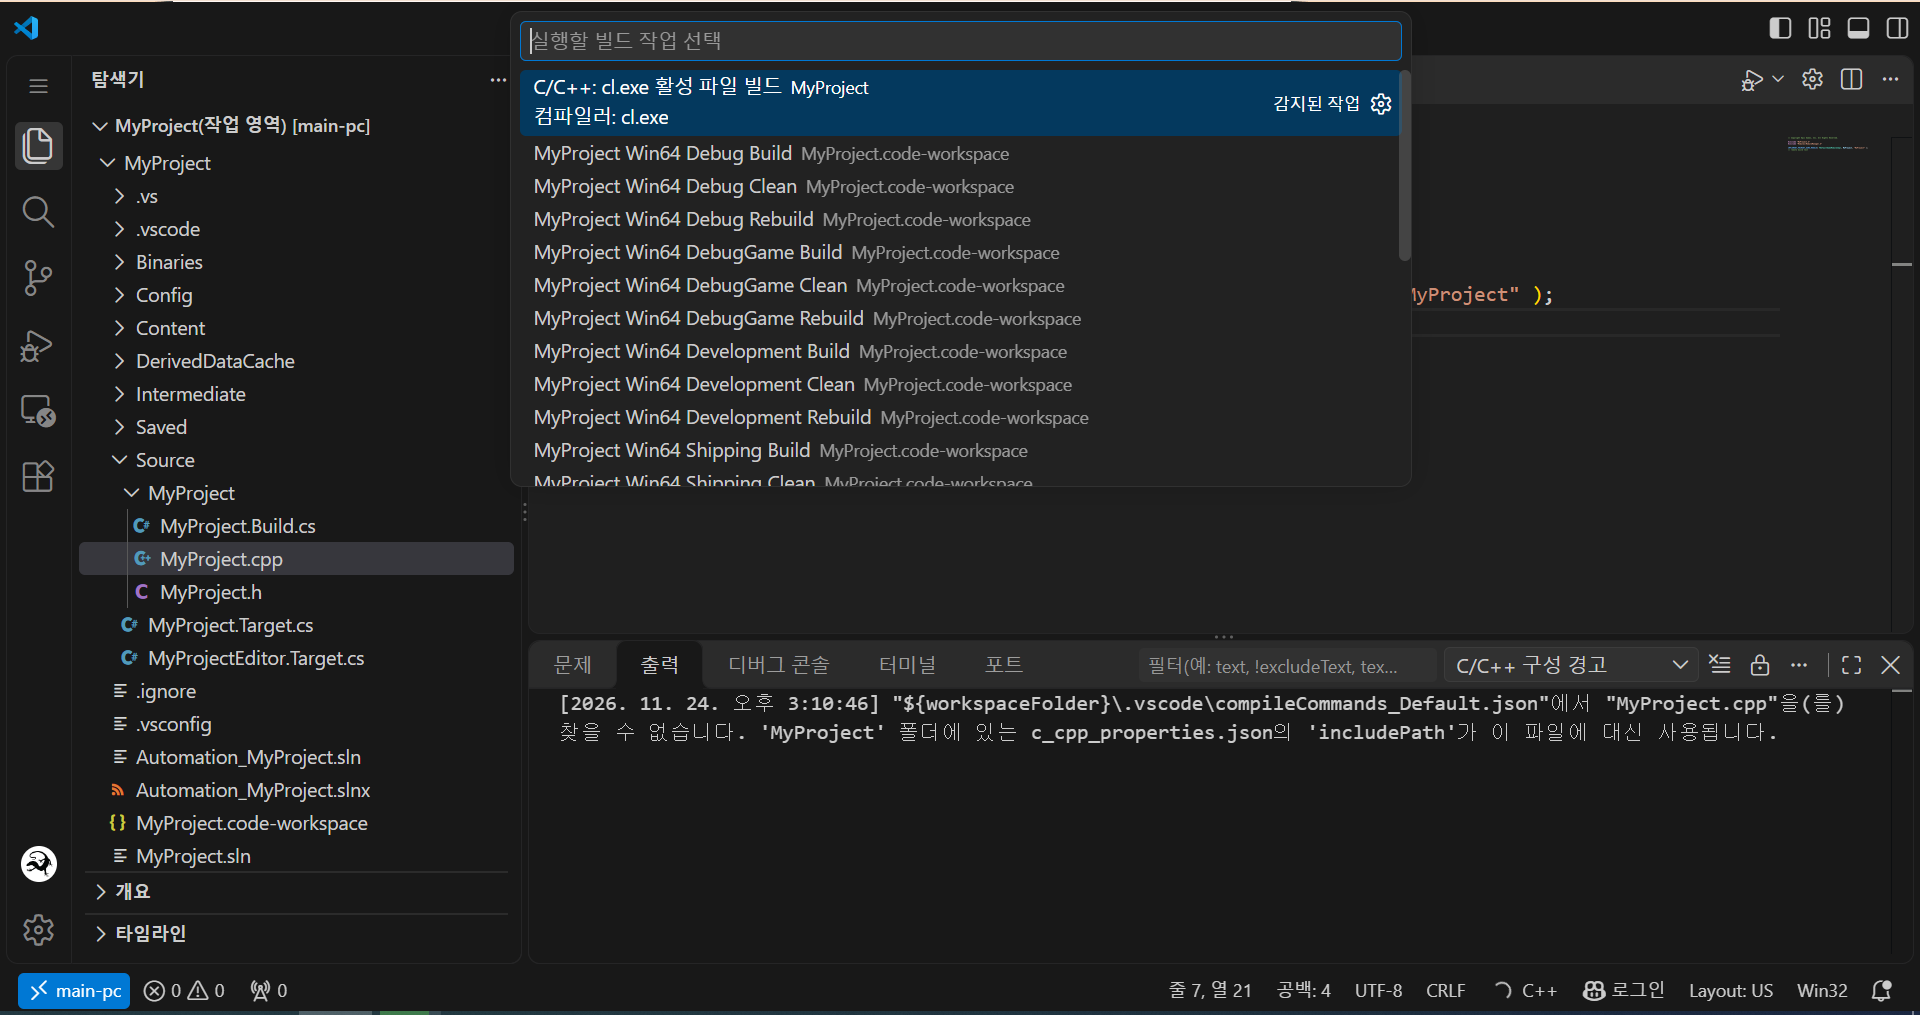 실행할 빌드 작업 선택
C/C++: cl.exe 활성 파일 빌드 MyProject
컴파일러: cl.exe
감지된 작업
MyProject Win64 Debug Build MyProject.code-workspace
MyProject Win64 Debug Clean MyProject.code-workspace
MyProject Win64 Debug Rebuild MyProject.code-workspace
MyProject Win64 DebugGame Build MyProject.code-workspace
MyProject Win64 DebugGame Clean MyProject.code-workspace
MyProject Win64 DebugGame Rebuild MyProject.code-workspace
MyProject Win64 Development Build MyProject.code-workspace
MyProject Win64 Development Clean MyProject.code-workspace
MyProject Win64 Development Rebuild MyProject.code-workspace
MyProject Win64 Shipping Build MyProject.code-workspace
MyProject Win64 Shipping Clean MyProject.code-workspace
탐색기
MyProject(작업 영역) [main-pc]
MyProject
.vs
.vscode
Binaries
Config
Content
DerivedDataCache
Intermediate
Saved
Source
MyProject
MyProject.Build.cs
MyProject.cpp
MyProject.h
MyProject.Target.cs
MyProjectEditor.Target.cs
.ignore
.vsconfig
Automation_MyProject.sln
Automation_MyProject.slnx
MyProject.code-workspace
MyProject.sln
개요
타임라인
MyProject" );
문제 출력 디버그 콘솔 터미널 포트
필터(예: text, !excludeText, tex...
C/C++ 구성 경고
[2026. 11. 24. 오후 3:10:46] "${workspaceFolder}\.vscode\compileCommands_Default.json"에서 "MyProject.cpp"을(를)
찾을 수 없습니다. 'MyProject' 폴더에 있는 c_cpp_properties.json의 'includePath'가 이 파일에 대신 사용됩니다.
main-pc 0 0 0
줄 7, 열 21 공백: 4 UTF-8 CRLF C++ 로그인 Layout: US Win32